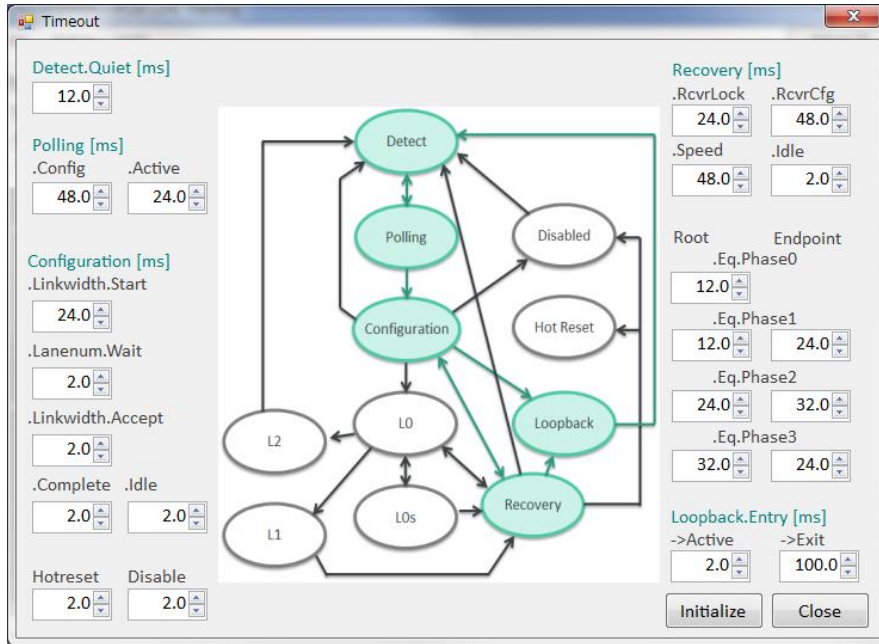 Timeout
Detect.Quiet [ms]
12.0
Polling [ms]
.Config .Active
48.0 24.0
Configuration [ms]
.Linkwidth.Start
24.0
.Lanenum.Wait
2.0
.Linkwidth.Accept
2.0
.Complete .Idle
2.0 2.0
Hotreset Disable
2.0 2.0
Detect
Polling
Disabled
Configuration
Hot Reset
L0
Loopback
L2
L0s
Recovery
L1
Recovery [ms]
.RcvrLock .RcvrCfg
24.0 48.0
.Speed .Idle
48.0 2.0
Root Endpoint
.Eq.Phase0
12.0
.Eq.Phase1
12.0 24.0
.Eq.Phase2
24.0 32.0
.Eq.Phase3
32.0 24.0
Loopback.Entry [ms]
->Active ->Exit
2.0 100.0
Initialize Close